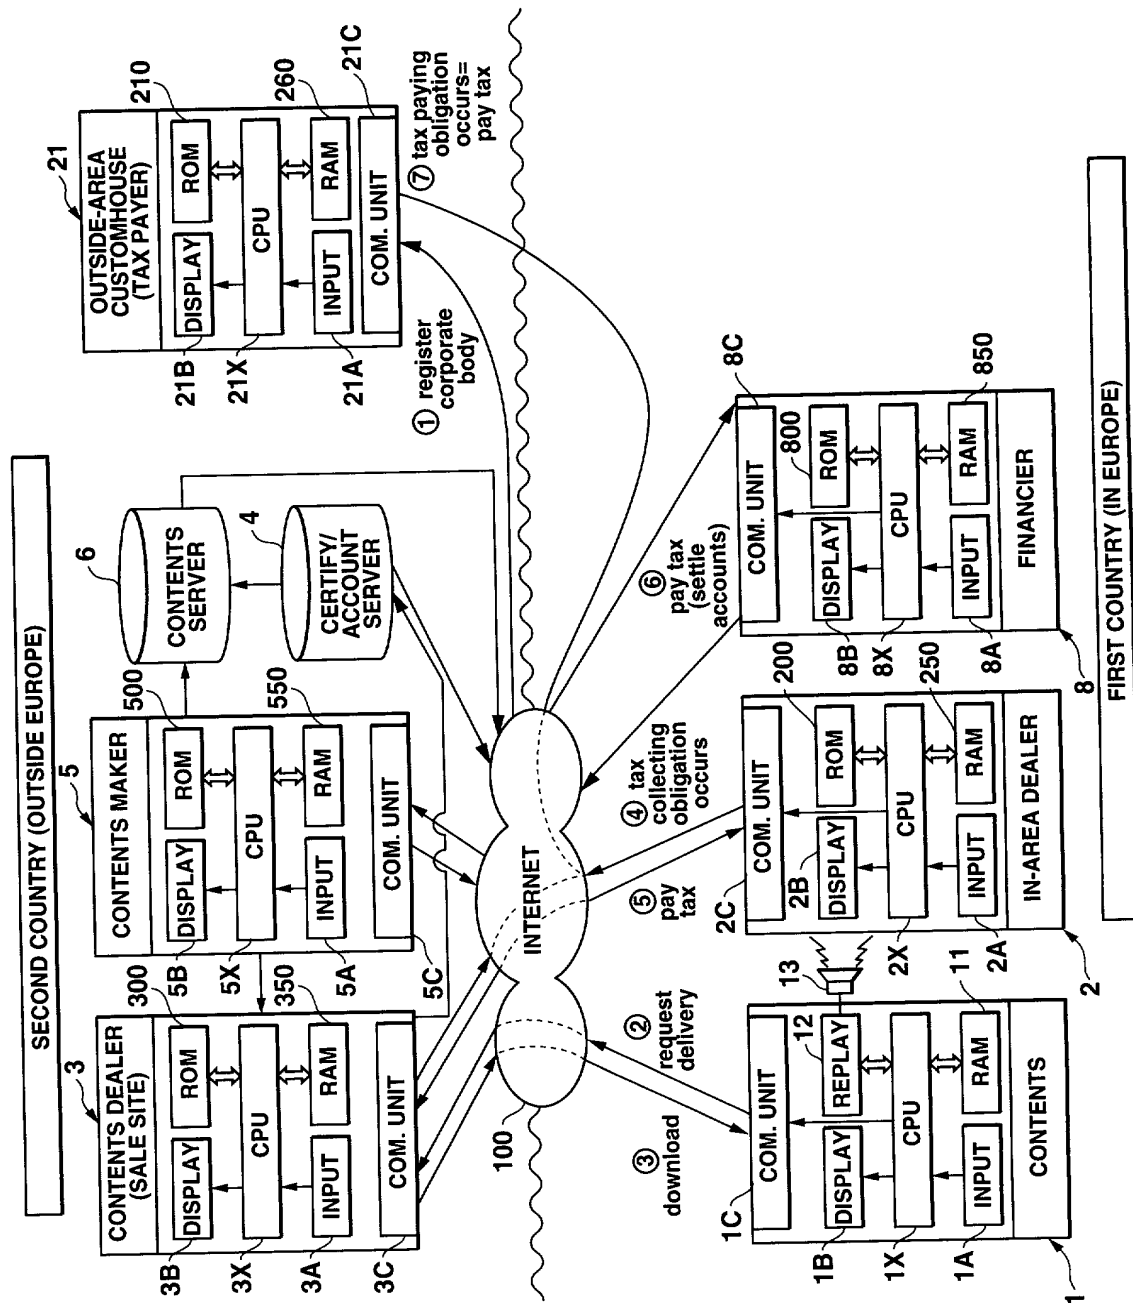 SECOND COUNTRY (OUTSIDE EUROPE)
3
CONTENTS DEALER
(SALE SITE)
300
3B
DISPLAY
ROM
3X
CPU
350
3A
INPUT
RAM
3C
COM. UNIT
5
CONTENTS MAKER
500
5B
DISPLAY
ROM
5X
CPU
550
5A
INPUT
RAM
5C
COM. UNIT
6
CONTENTS
SERVER
4
CERTIFY/
ACCOUNT
SERVER
21
OUTSIDE-AREA
CUSTOMHOUSE
(TAX PAYER)
210
21B
DISPLAY
ROM
21X
CPU
260
21A
INPUT
RAM
21C
COM. UNIT
① register
corporate
body
⑦ tax paying
obligation
occurs=
pay tax
100
INTERNET
③
download
②
request
delivery
⑤
pay
tax
④ tax
collecting
obligation
occurs
⑥
pay tax
(settle
accounts)
1C
COM. UNIT
1B
DISPLAY
12
REPLAY
13
1X
CPU
11
1A
INPUT
RAM
CONTENTS
1
2C
COM. UNIT
200
2B
DISPLAY
ROM
2X
CPU
250
2A
INPUT
RAM
IN-AREA DEALER
2
8C
COM. UNIT
800
8B
DISPLAY
ROM
8X
CPU
850
8A
INPUT
RAM
FINANCIER
8
FIRST COUNTRY (IN EUROPE)